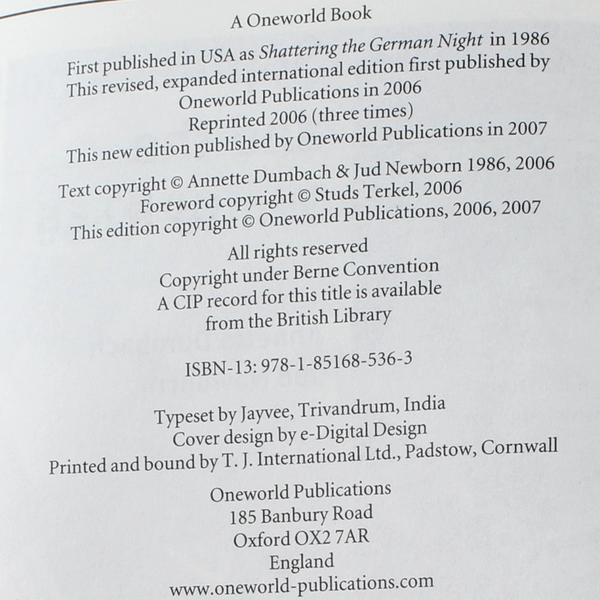 A Oneworld Book
First published in USA as Shattering the German Night in 1986
This revised, expanded international edition first published by
Oneworld Publications in 2006
Reprinted 2006 (three times)
This new edition published by Oneworld Publications in 2007
Text copyright © Annette Dumbach & Jud Newborn 1986, 2006
Foreword copyright © Studs Terkel, 2006
This edition copyright © Oneworld Publications, 2006, 2007
All rights reserved
Copyright under Berne Convention
A CIP record for this title is available
from the British Library
ISBN-13: 978-1-85168-536-3
Typeset by Jayvee, Trivandrum, India
Cover design by e-Digital Design
Printed and bound by T. J. International Ltd., Padstow, Cornwall
Oneworld Publications
185 Banbury Road
Oxford OX2 7AR
England
www.oneworld-publications.com